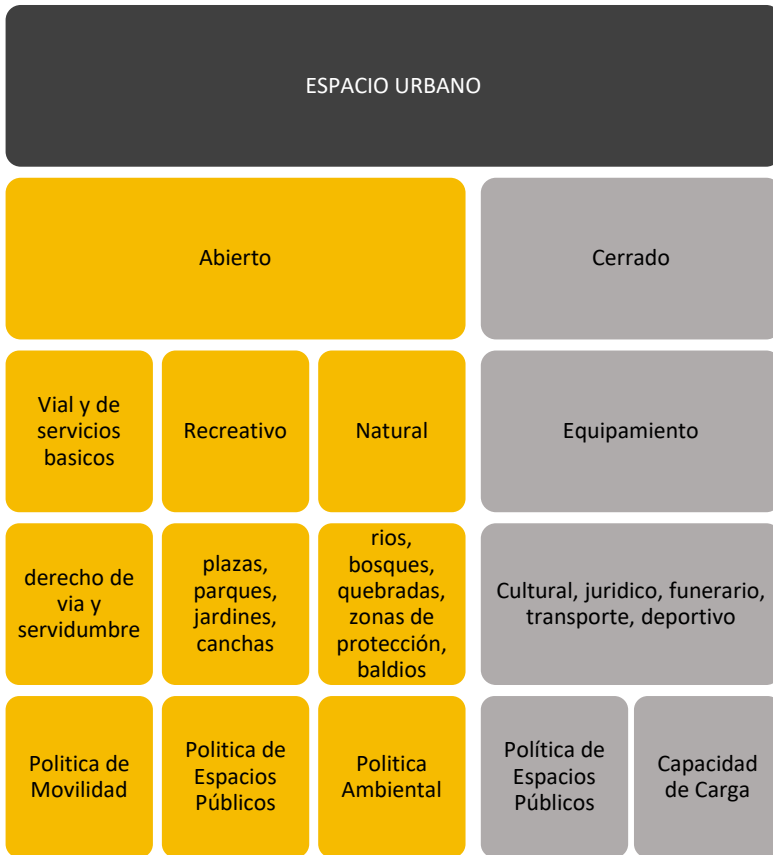 ESPACIO URBANO
Abierto
Cerrado
Vial y de
servicios
basicos
Recreativo
Natural
Equipamiento
derecho de
via y
servidumbre
plazas,
parques,
jardines,
canchas
rios,
bosques,
quebradas,
zonas de
protección,
baldios
Cultural, juridico, funerario,
transporte, deportivo
Politica de
Movilidad
Politica de
Espacios
Públicos
Politica
Ambiental
Política de
Espacios
Públicos
Capacidad
de Carga